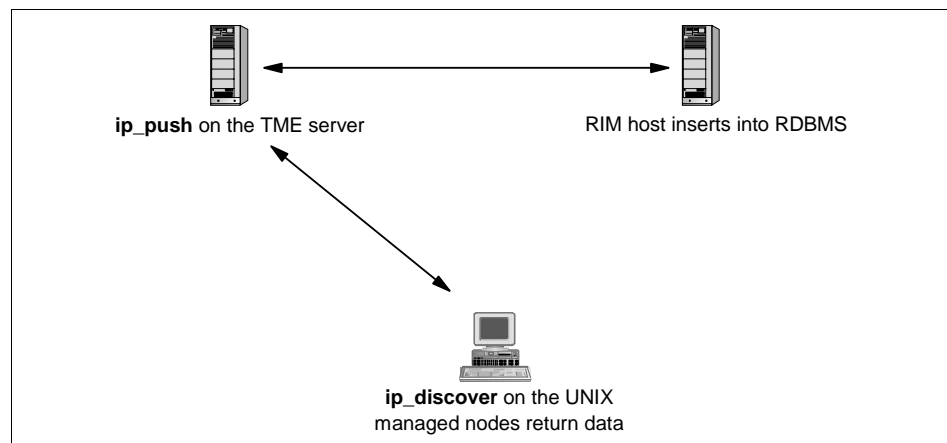 ip_push on the TME server
RIM host inserts into RDBMS
ip_discover on the UNIX
managed nodes return data